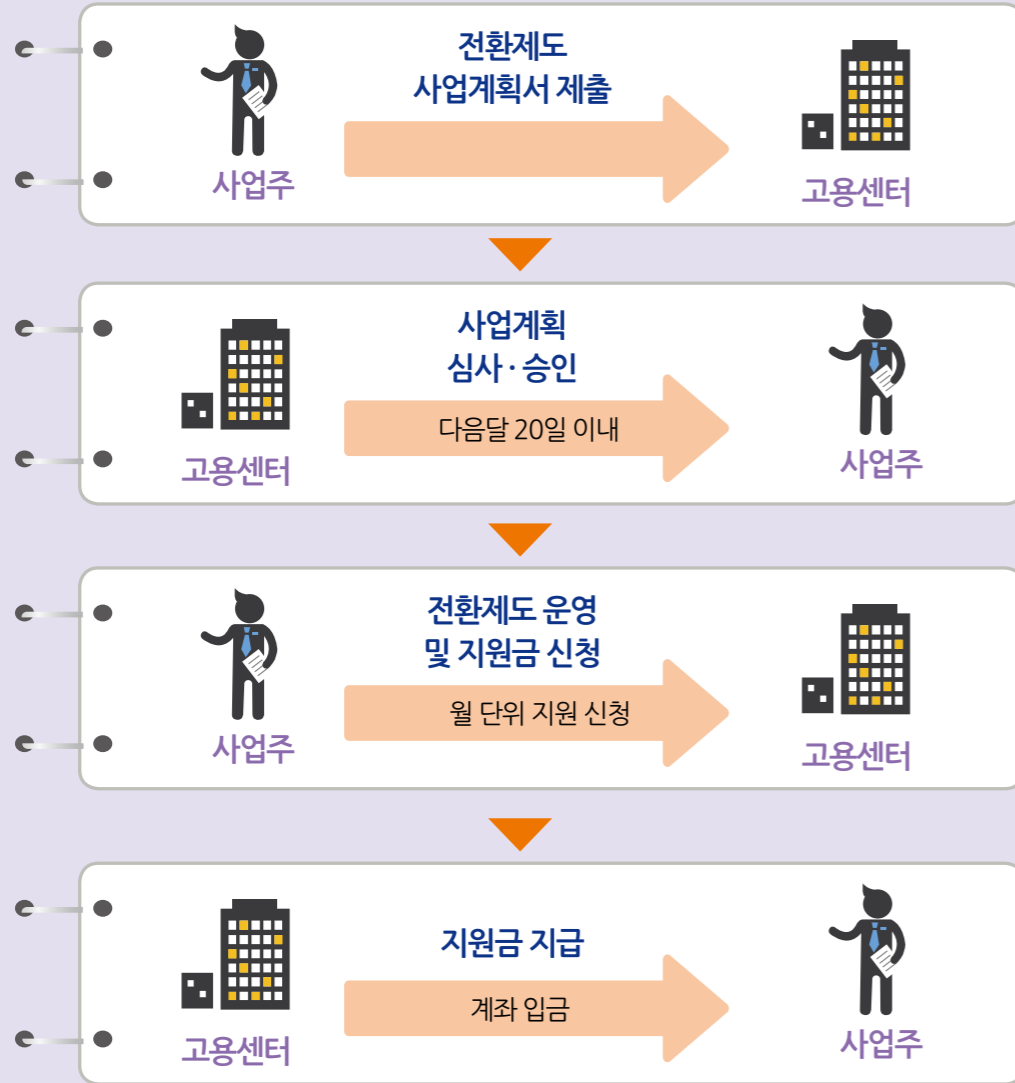 전환제도
사업계획서 제출
사업주
고용센터
사업계획
심사 · 승인
다음달 20일 이내
고용센터
사업주
전환제도 운영
및 지원금 신청
월 단위 지원 신청
사업주
고용센터
지원금 지급
계좌 입금
고용센터
사업주